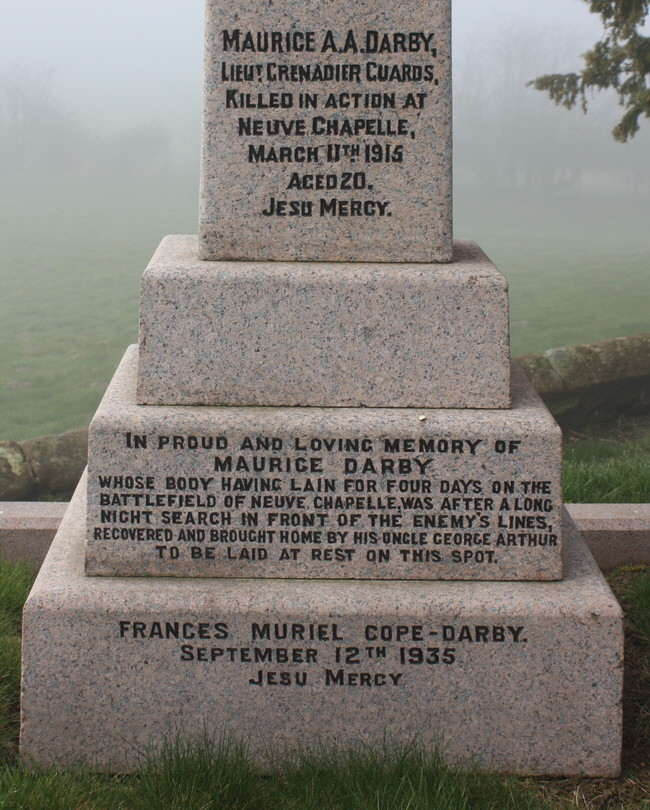 MAURICE A.A. DARBY,
LIEUT GRENADIER GUARDS,
KILLED IN ACTION AT
NEUVE CHAPELLE,
MARCH 11TH 1915
AGED 20.
JESU MERCY.
IN PROUD AND LOVING MEMORY OF
MAURICE DARBY
WHOSE BODY HAVING LAIN FOR FOUR DAYS ON THE
BATTLEFIELD OF NEUVE CHAPELLE, WAS AFTER A LONG
NIGHT SEARCH IN FRONT OF THE ENEMY'S LINES,
RECOVERED AND BROUGHT HOME BY HIS UNCLE GEORGE ARTHUR
TO BE LAID AT REST ON THIS SPOT.
FRANCES MURIEL COPE-DARBY.
SEPTEMBER 12TH 1935
JESU MERCY